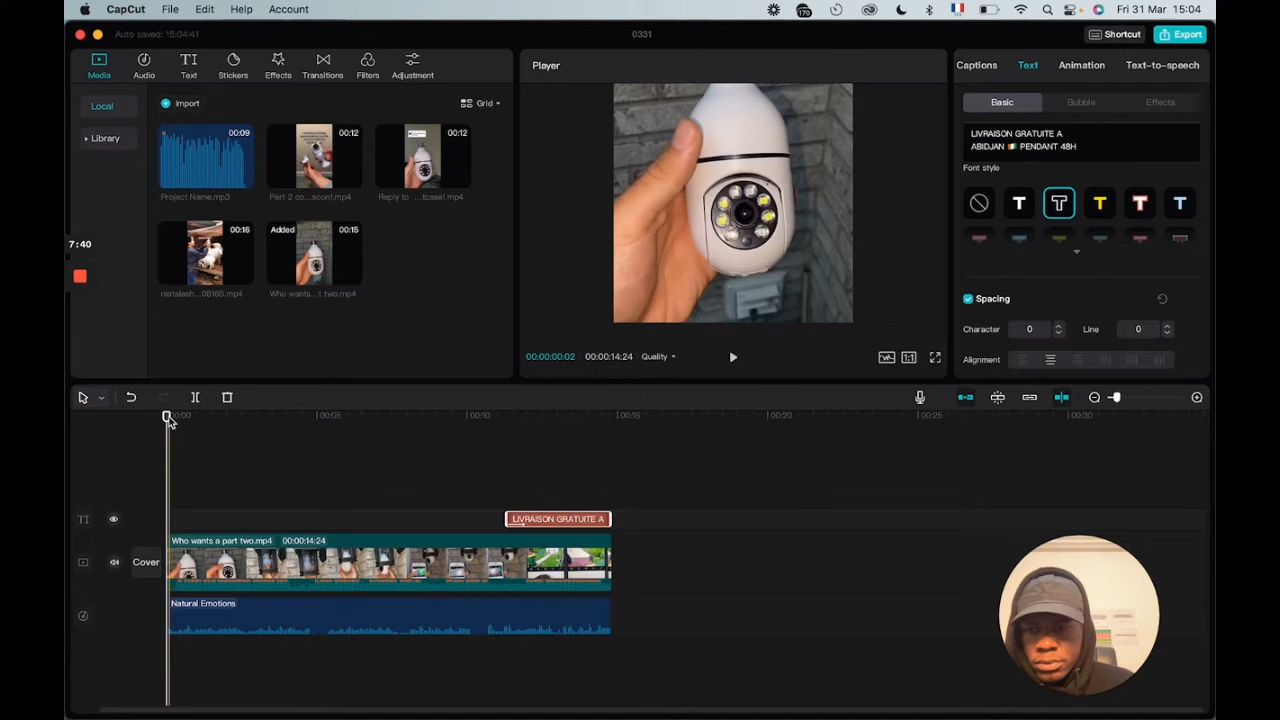 CapCut File Edit Help Account
170
Fri 31 Mar 15:04
Auto saved: 15:04:41
0331
Shortcut
Export
Media Audio Text Stickers Effects Transitions Filters Adjustment
Player
Captions Text Animation Text-to-speech
Local
Import
Grid
Basic Bubble Effects
Library
00:09
00:12
00:12
LIVRAISON GRATUITE A
ABIDJAN 🇨🇮 PENDANT 48H
Font style
Project Name.mp3
Part 2 co...soon!.mp4
Reply to ...tcasel.mp4
7:40
00:16
Added 00:15
Who wants...t two.mp4
Spacing
Character 0 Line 0
Alignment
00:00:00:02 00:00:14:24 Quality
1:1
00:00 00:05 00:10 00:15 00:20 00:25 00:30
TI
LIVRAISON GRATUITE A
Who wants a part two.mp4 00:00:14:24
Cover
Natural Emotions